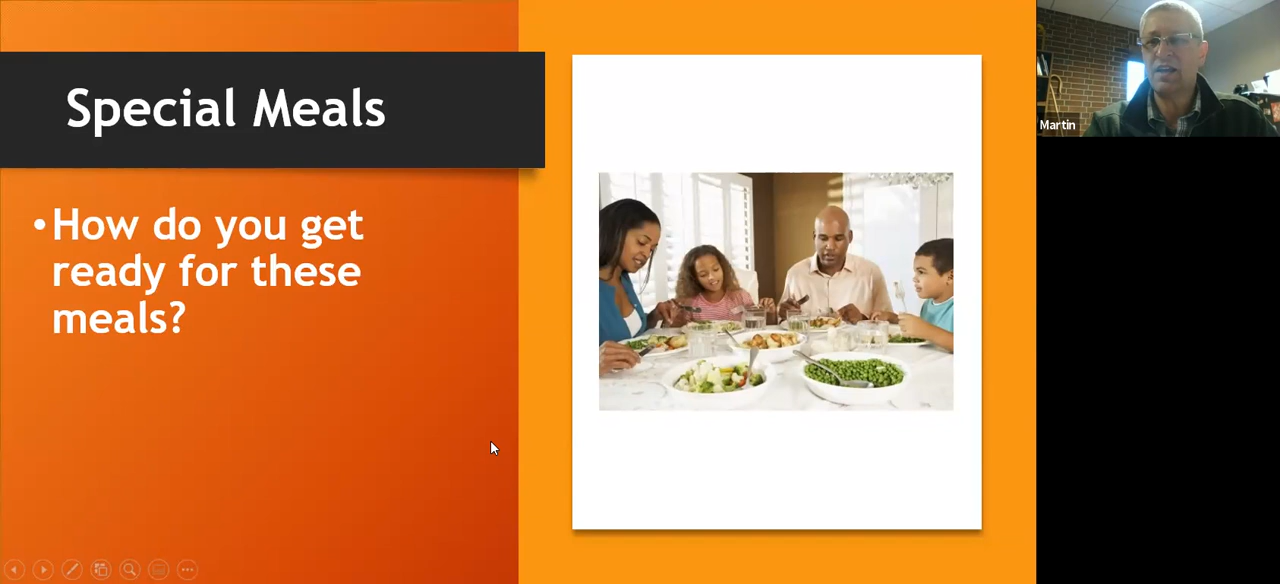 Special Meals
•How do you get
ready for these
meals?
Martin